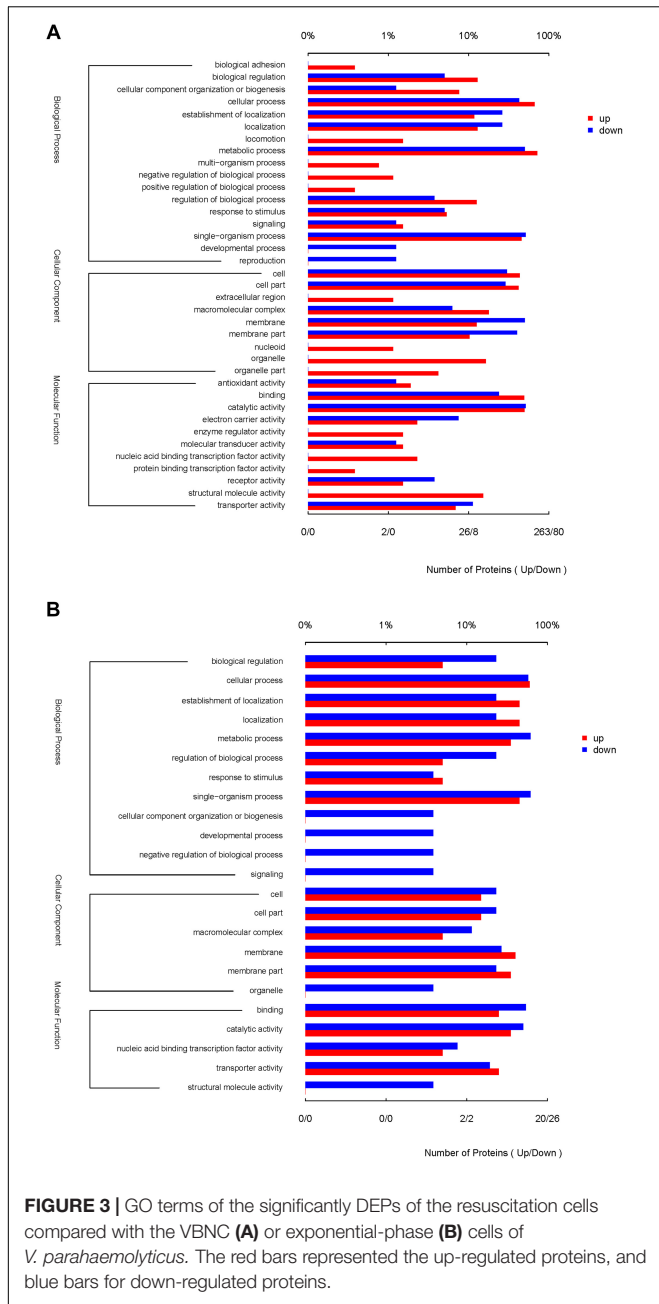 A
0% 1% 10% 100%
Biological Process
biological adhesion
biological regulation
cellular component organization or biogenesis
cellular process
establishment of localization
localization
locomotion
metabolic process
multi−organism process
negative regulation of biological process
positive regulation of biological process
regulation of biological process
response to stimulus
signaling
single−organism process
developmental process
reproduction
Cellular Component
cell
cell part
extracellular region
macromolecular complex
membrane
membrane part
nucleoid
organelle
organelle part
Molecular Function
antioxidant activity
binding
catalytic activity
electron carrier activity
enzyme regulator activity
molecular transducer activity
nucleic acid binding transcription factor activity
protein binding transcription factor activity
receptor activity
structural molecule activity
transporter activity
up
down
0/0 2/0 26/8 263/80
Number of Proteins ( Up/Down )
B
0% 1% 10% 100%
Biological Process
biological regulation
cellular process
establishment of localization
localization
metabolic process
regulation of biological process
response to stimulus
single−organism process
cellular component organization or biogenesis
developmental process
negative regulation of biological process
signaling
Cellular Component
cell
cell part
macromolecular complex
membrane
membrane part
organelle
Molecular Function
binding
catalytic activity
nucleic acid binding transcription factor activity
transporter activity
structural molecule activity
up
down
0/0 0/0 2/2 20/26
Number of Proteins ( Up/Down )
FIGURE 3 | GO terms of the significantly DEPs of the resuscitation cells
compared with the VBNC (A) or exponential-phase (B) cells of
V. parahaemolyticus. The red bars represented the up-regulated proteins, and
blue bars for down-regulated proteins.